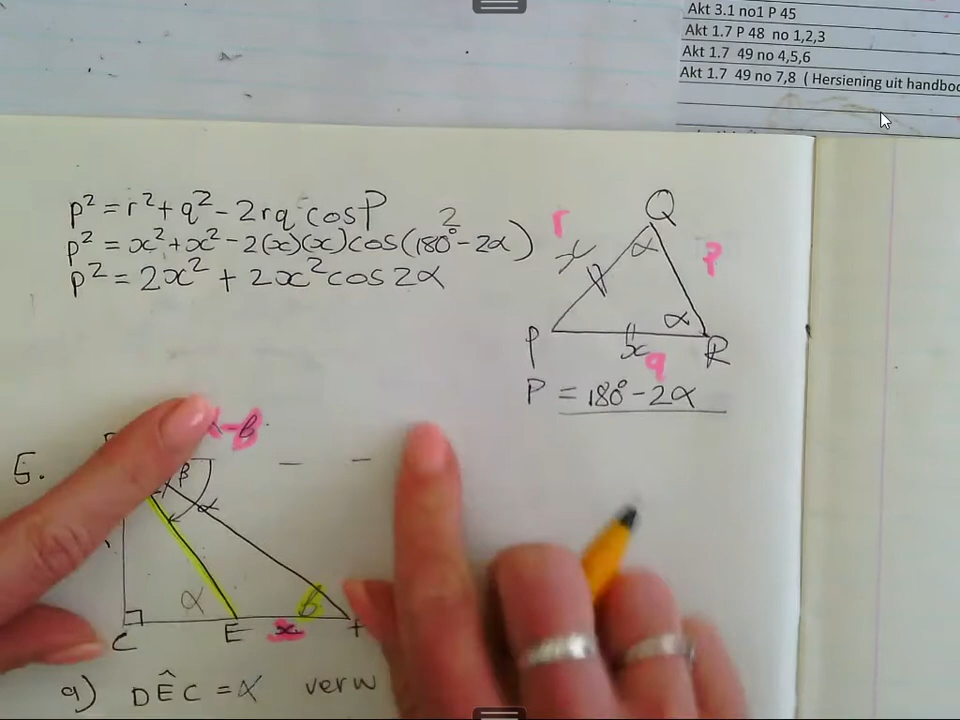 Akt 3.1 no1 P 45
Akt 1.7 P 48 no 1,2,3
Akt 1.7 49 no 4,5,6
Akt 1.7 49 no 7,8 ( Hersiening uit handboe
p² = r² + q² - 2rq cosP
p² = x² + x² - 2(x)(x)cos(180° - 2α)
2
p² = 2x² + 2x² cos 2α
Q
r
α
x
p
α
P
x
q
R
P = 180° - 2α
α-β
5.
β
α
α
β
C
E
x
F
a) DÊC = α verw